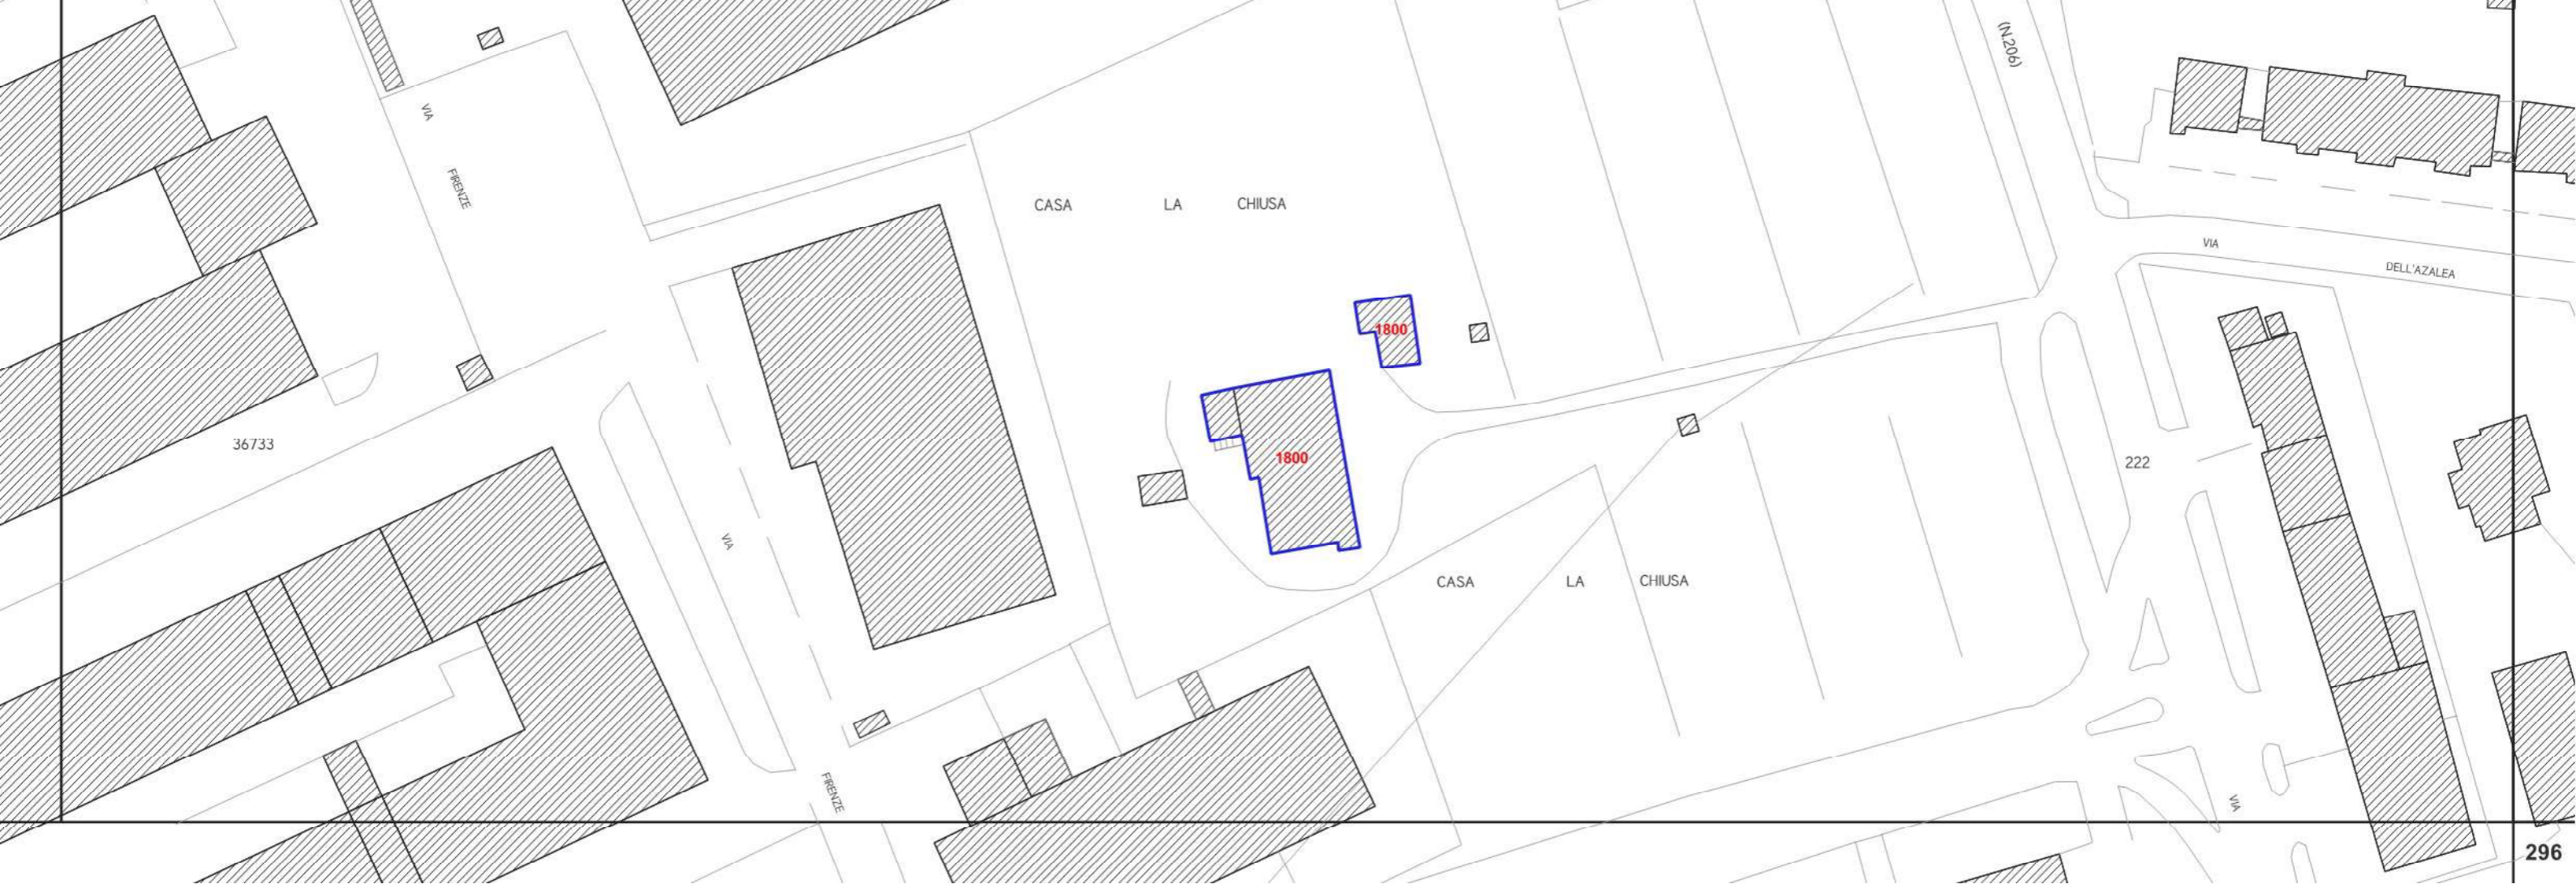 (N.206)
VIA
FIRENZE
CASA LA CHIUSA
VIA
DELL'AZALEA
1800
36733
1800
222
VIA
CASA LA CHIUSA
FIRENZE
VIA
296